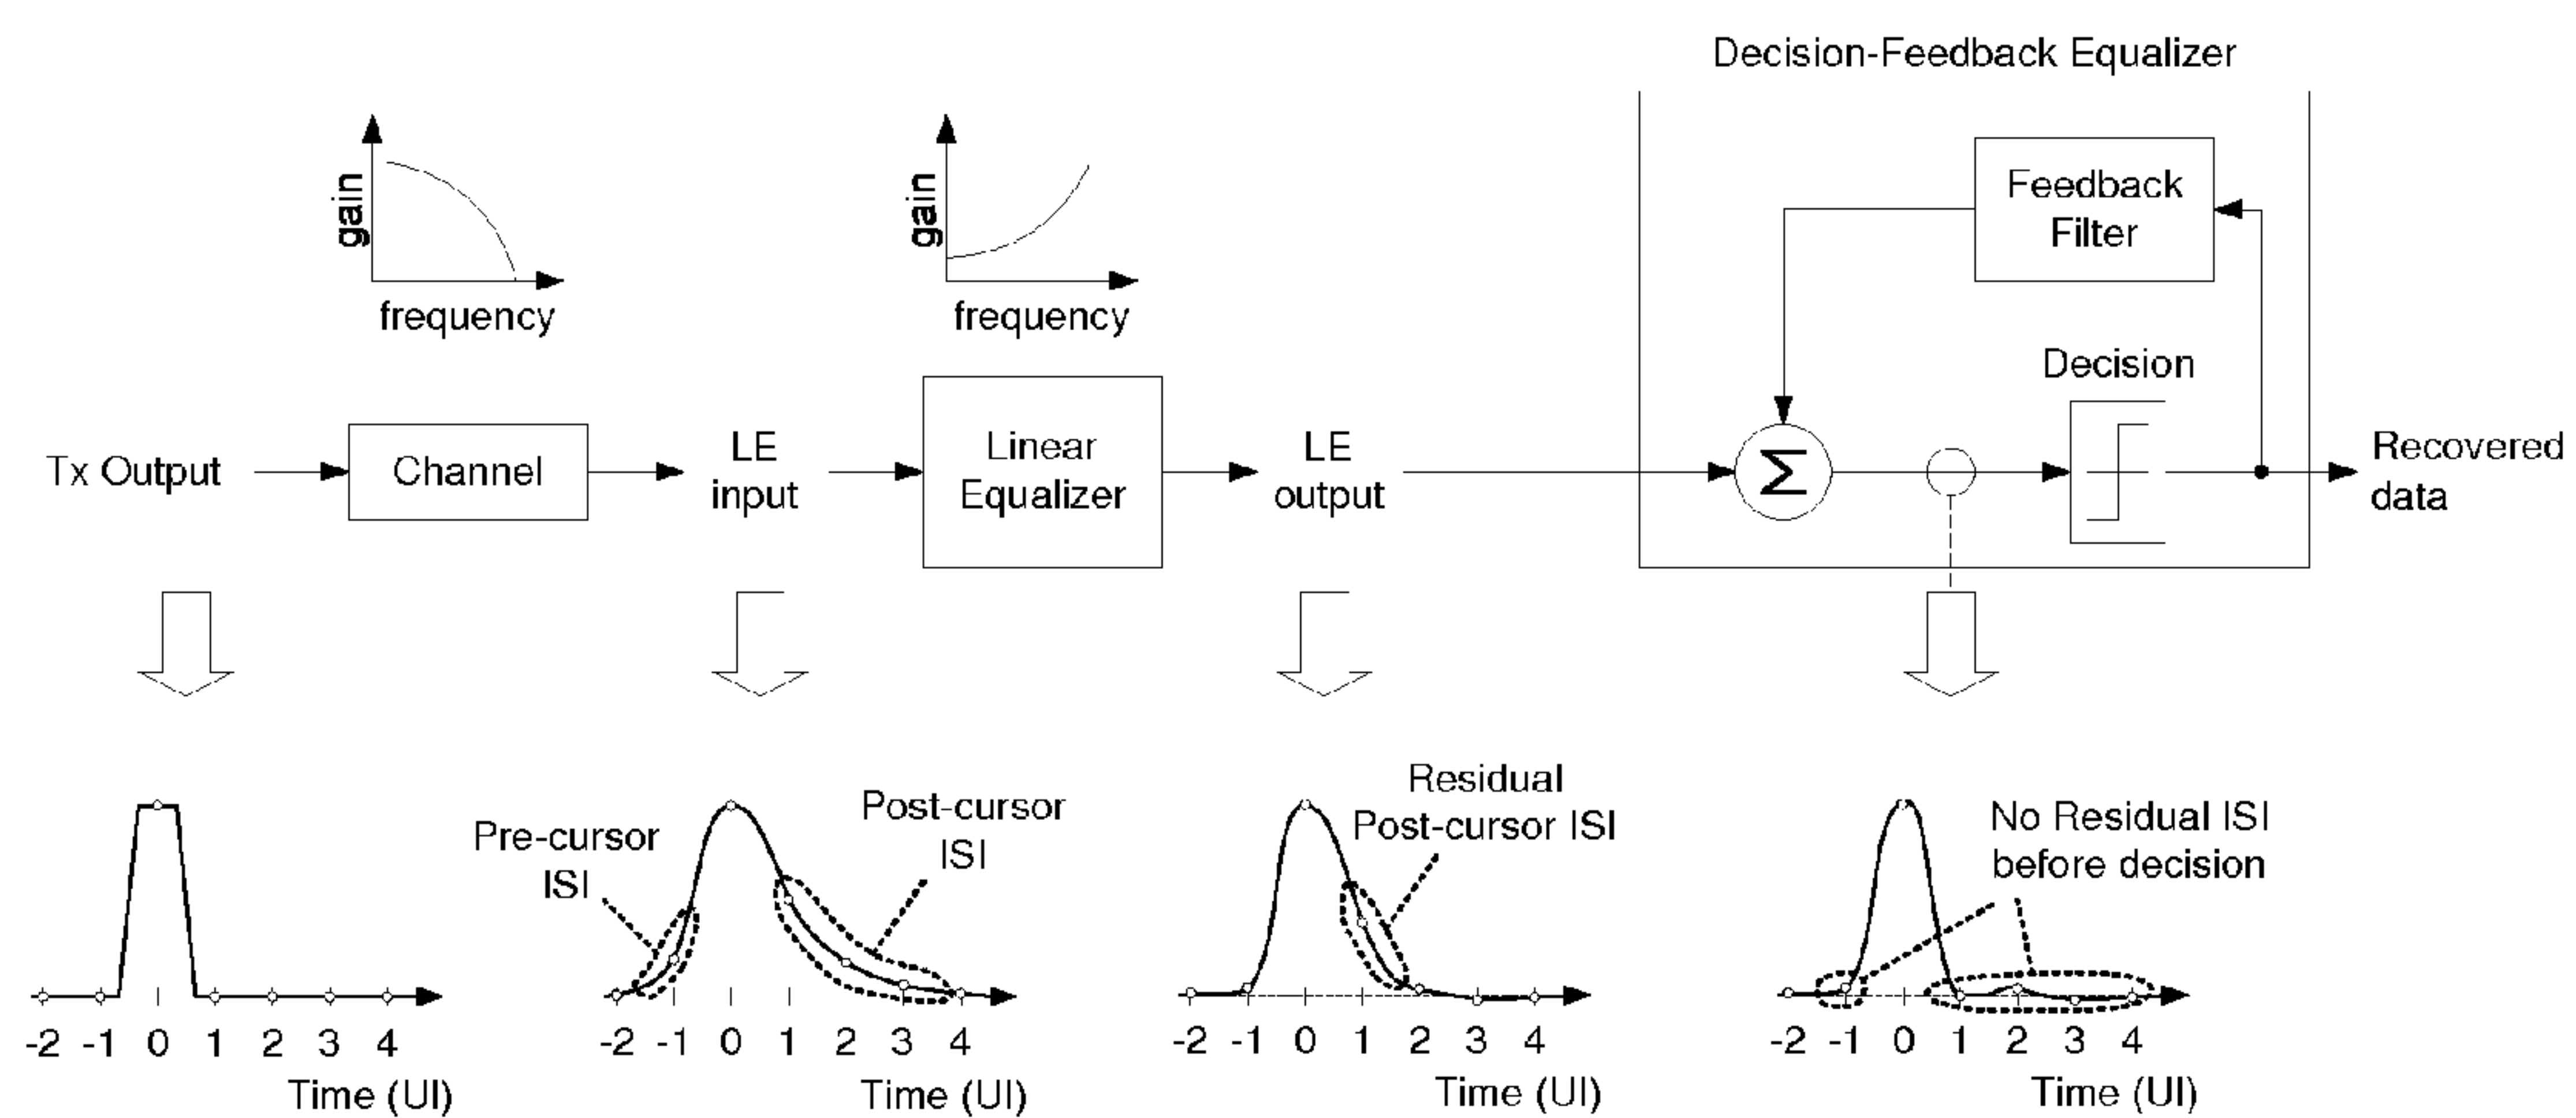 Decision-Feedback Equalizer
gain
frequency
gain
frequency
Feedback
Filter
Decision
Tx Output
Channel
LE
input
Linear
Equalizer
LE
output
Σ
Recovered
data
Pre-cursor
ISI
Post-cursor
ISI
Residual
Post-cursor ISI
No Residual ISI
before decision
-2 -1 0 1 2 3 4
Time (UI)
-2 -1 0 1 2 3 4
Time (UI)
-2 -1 0 1 2 3 4
Time (UI)
-2 -1 0 1 2 3 4
Time (UI)